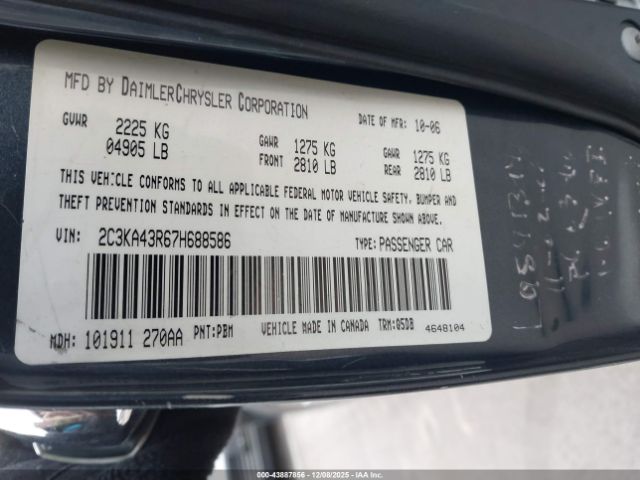 MFD BY DAIMLERCHRYSLER CORPORATION
DATE OF MFR: 10-06
GVWR 2225 KG
04905 LB
GAWR FRONT 1275 KG
2810 LB
GAWR REAR 1275 KG
2810 LB
THIS VEHICLE CONFORMS TO ALL APPLICABLE FEDERAL MOTOR VEHICLE SAFETY, BUMPER AND
THEFT PREVENTION STANDARDS IN EFFECT ON THE DATE OF MANUFACTURE SHOWN ABOVE.
VIN: 2C3KA43R67H688586 TYPE: PASSENGER CAR
MDH: 101911 270AA PNT: PBM VEHICLE MADE IN CANADA TRM: G5DB 4648104
000-43887856 - 12/08/2025 - IAAI.COM